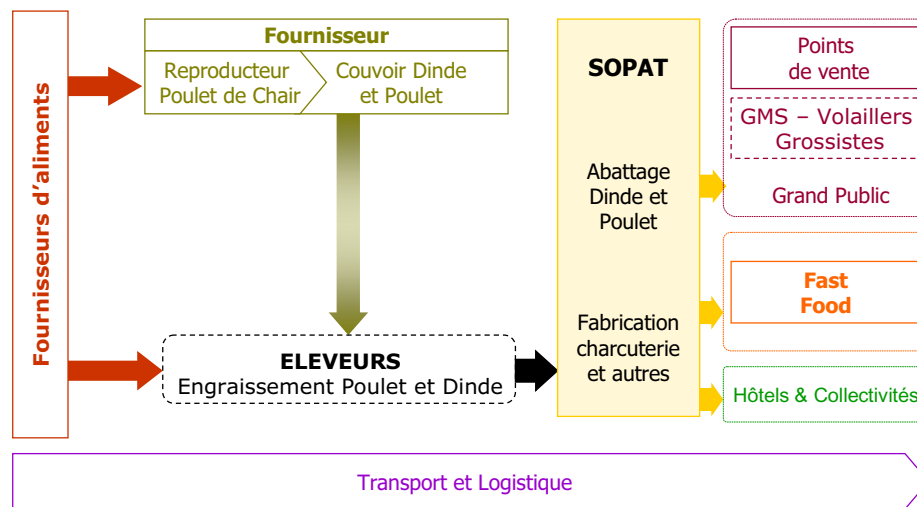 Fournisseurs d'aliments
Fournisseur
Reproducteur
Poulet de Chair
Couvoir Dinde
et Poulet
ELEVEURS
Engraissement Poulet et Dinde
SOPAT
Abattage
Dinde et
Poulet
Fabrication
charcuterie
et autres
Points
de vente
GMS – Volaillers
Grossistes
Grand Public
Fast
Food
Hôtels & Collectivités
Transport et Logistique